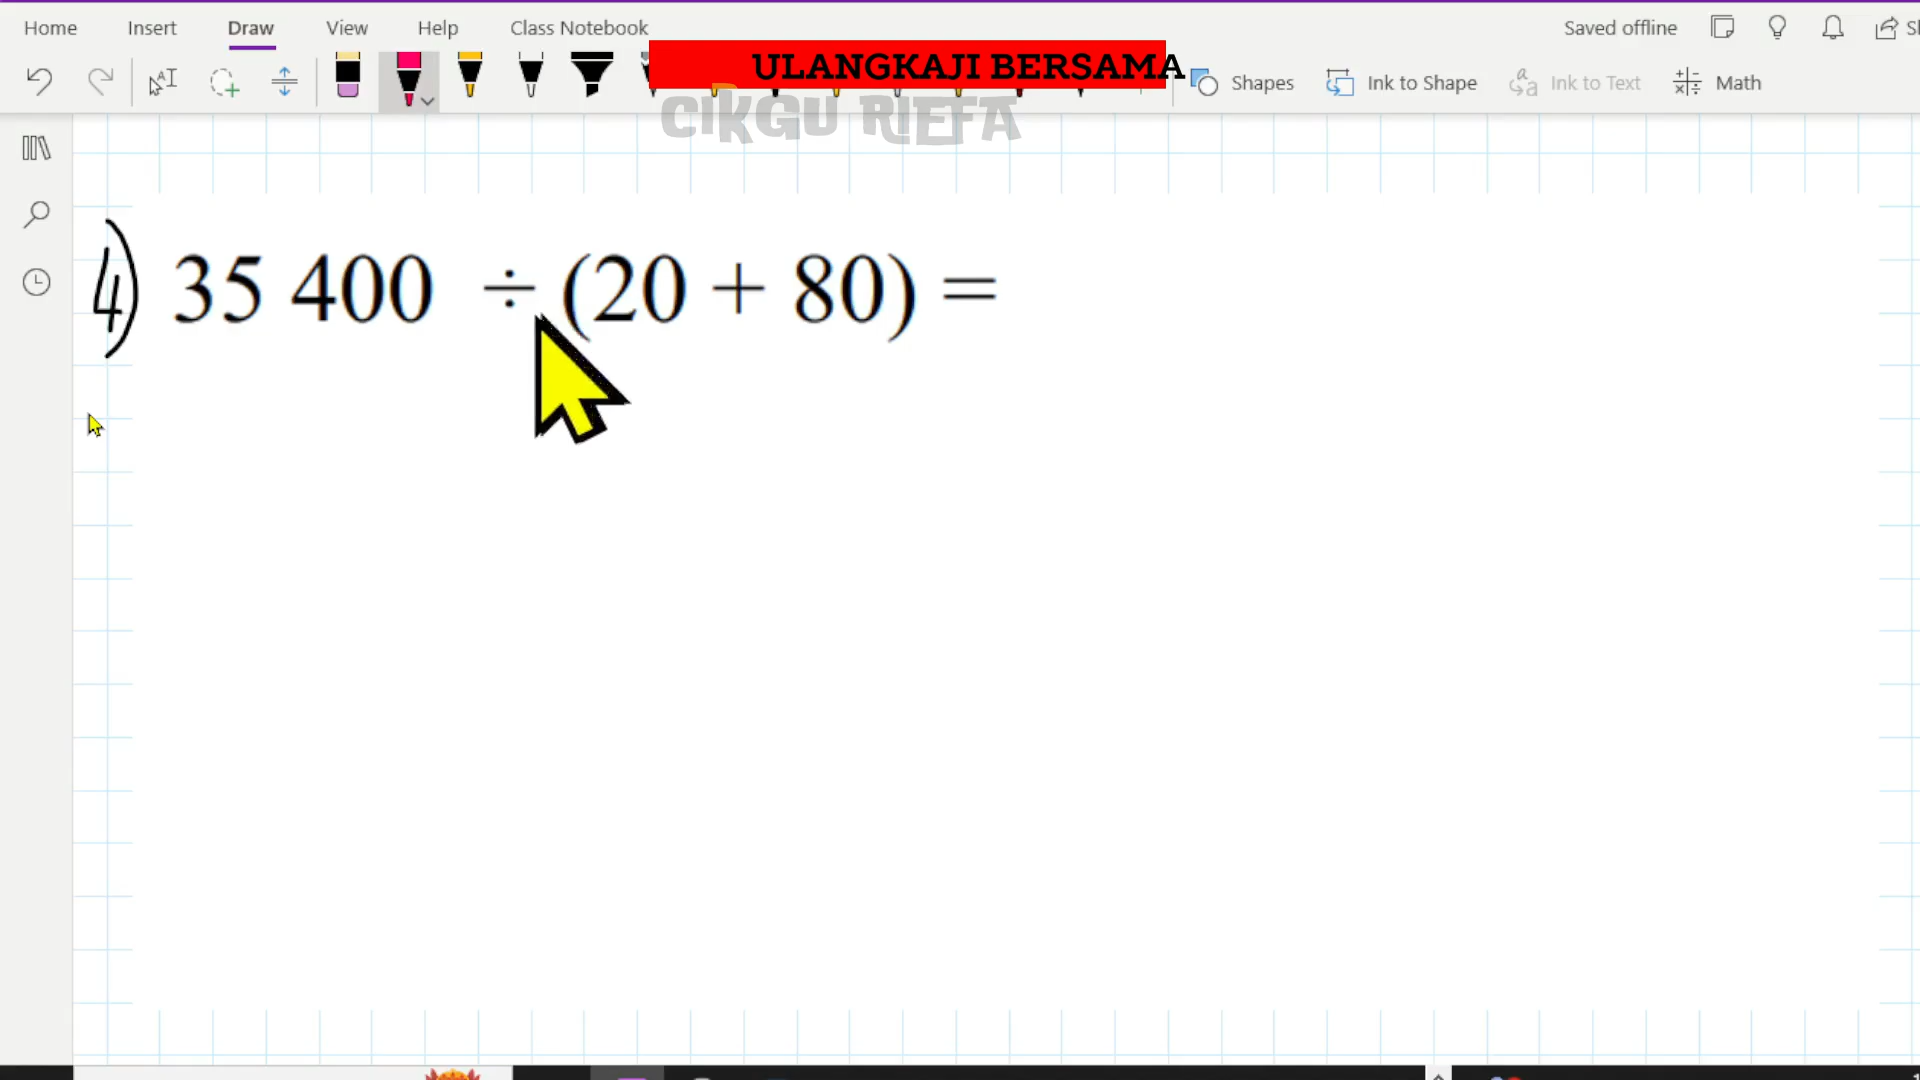 Home Insert Draw View Help Class Notebook Saved offline
ULANGKAJI BERSAMA
Shapes Ink to Shape Ink to Text Math
CIKGU RIEFA
4) 35 400 ÷ (20 + 80) =